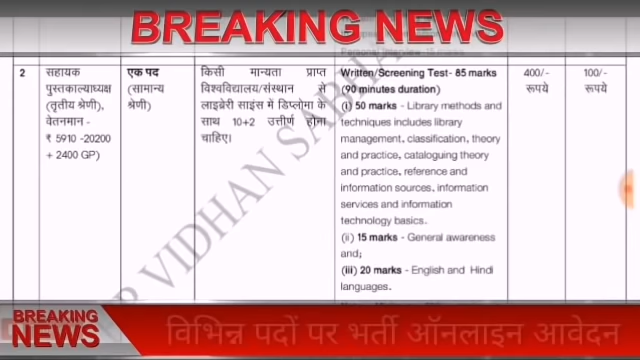 BREAKING NEWS
2
सहायक
पुस्तकाल्याध्यक्ष
(तृतीय श्रेणी),
वेतनमान -
₹ 5910 -20200
+ 2400 GP)
एक पद
(सामान्य
श्रेणी)
किसी मान्यता प्राप्त
विश्वविद्यालय/संस्थान से
लाइब्रेरी साइंस में डिप्लोमा के
साथ 10+2 उत्तीर्ण होना
चाहिए।
Written/Screening Test- 85 marks
(90 minutes duration)
(i) 50 marks - Library methods and
techniques includes library
management, classification, theory
and practice, cataloguing theory
and practice, reference and
information sources, information
services and information
technology basics.
(ii) 15 marks - General awareness
and;
(iii) 20 marks - English and Hindi
languages.
400/-
रूपये
100/-
रूपये
VIDHAN SABHA
BREAKING
NEWS
विभिन्न पदों पर भर्ती ऑनलाइन आवेदन